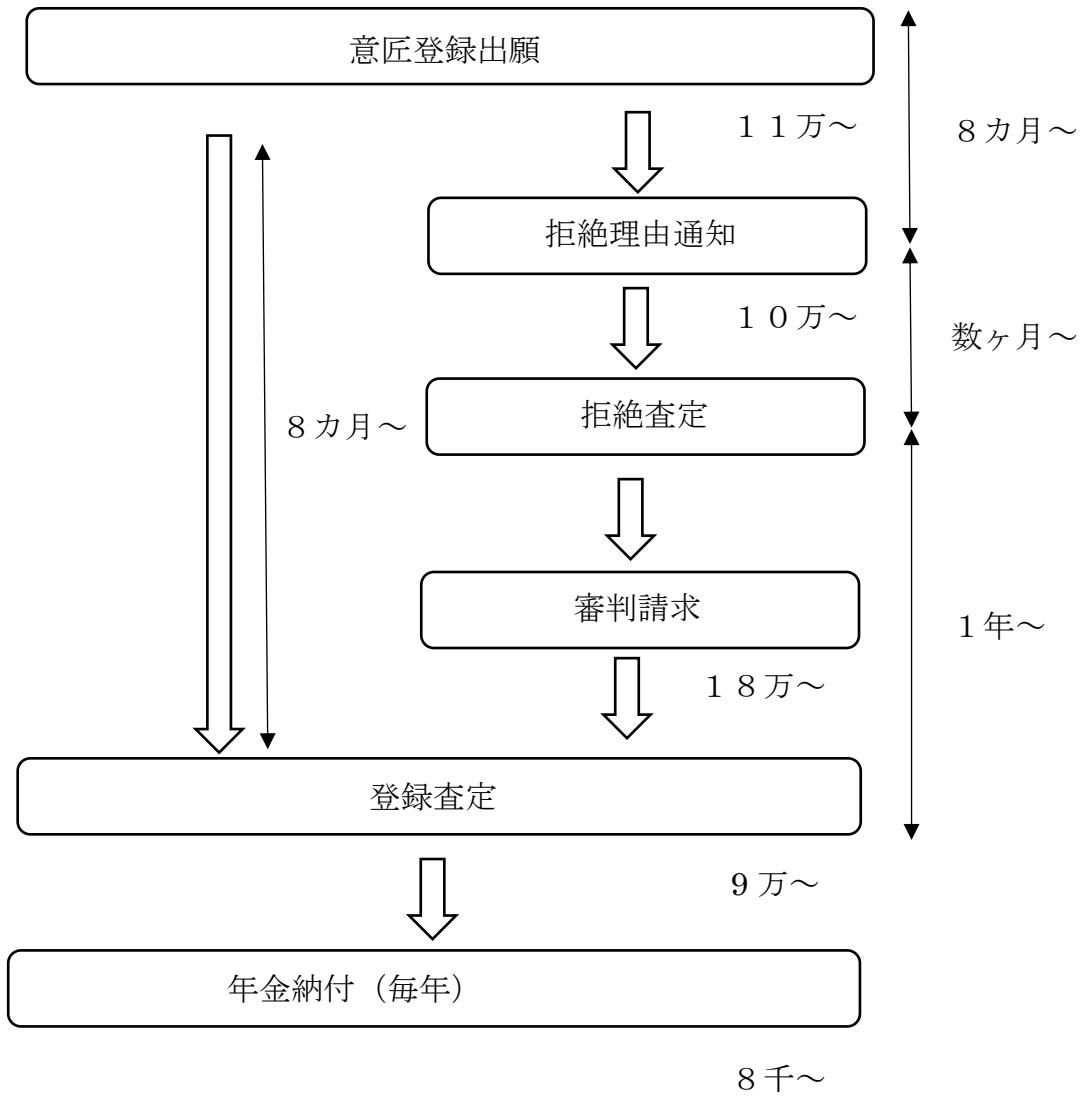 意匠登録出願
１１万～
８カ月～
拒絶理由通知
１０万～
数ヶ月～
拒絶査定
８カ月～
審判請求
１年～
１８万～
登録査定
９万～
年金納付（毎年）
８千～